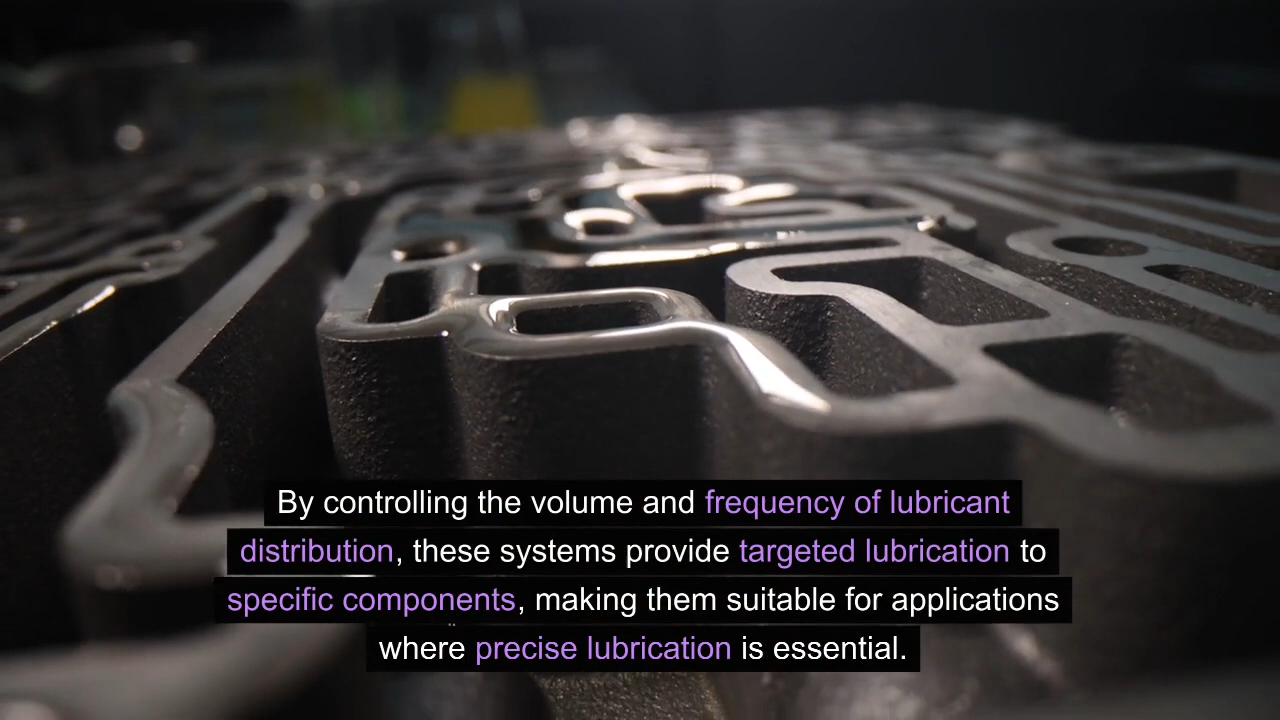 By controlling the volume and frequency of lubricant
distribution, these systems provide targeted lubrication to
specific components, making them suitable for applications
where precise lubrication is essential.